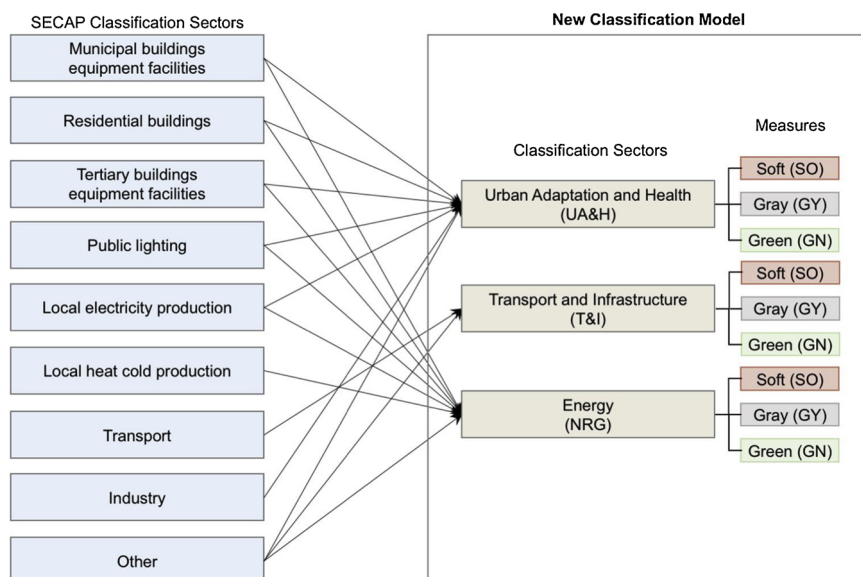 SECAP Classification Sectors
New Classification Model
Municipal buildings
equipment facilities
Residential buildings
Tertiary buildings
equipment facilities
Public lighting
Local electricity production
Local heat cold production
Transport
Industry
Other
Classification Sectors
Urban Adaptation and Health
(UA&H)
Transport and Infrastructure
(T&I)
Energy
(NRG)
Measures
Soft (SO)
Gray (GY)
Green (GN)
Soft (SO)
Gray (GY)
Green (GN)
Soft (SO)
Gray (GY)
Green (GN)